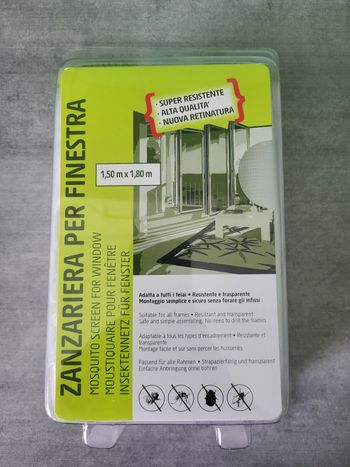 • SUPER RESISTENTE
• ALTA QUALITA'
• NUOVA RETINATURA
1,50 m x 1,80 m
ZANZARIERA PER FINESTRA
MOSQUITO SCREEN FOR WINDOW
MOUSTIQUAIRE POUR FENÊTRE
INSEKTENNETZ FÜR FENSTER
Adatta a tutti i telai • Resistente e trasparente
Montaggio semplice e sicuro senza forare gli infissi
Suitable for all frames • Resistant and transparent
Safe and simple assembling, No need to drill the frames
Adaptable à tous les types d'encadrement • Résistante et
transparente
Montage facile et sur sans percer les huisseries
Passend für alle Rahmen • Strapazierfähig und transparent
Einfache Anbringung ohne bohren